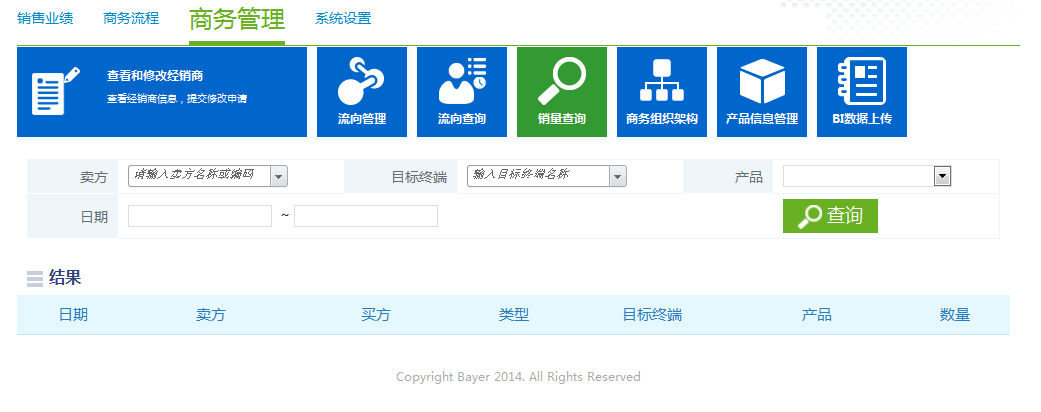 销售业绩 商务流程 商务管理 系统设置
查看和修改经销商
查看经销商信息，提交修改申请
流向管理 流向查询 销量查询 商务组织架构 产品信息管理 BI数据上传
卖方 请输入卖方名称或编码 目标终端 输入目标终端名称 产品
日期 ~ 查询
结果
日期 卖方 买方 类型 目标终端 产品 数量
Copyright Bayer 2014. All Rights Reserved